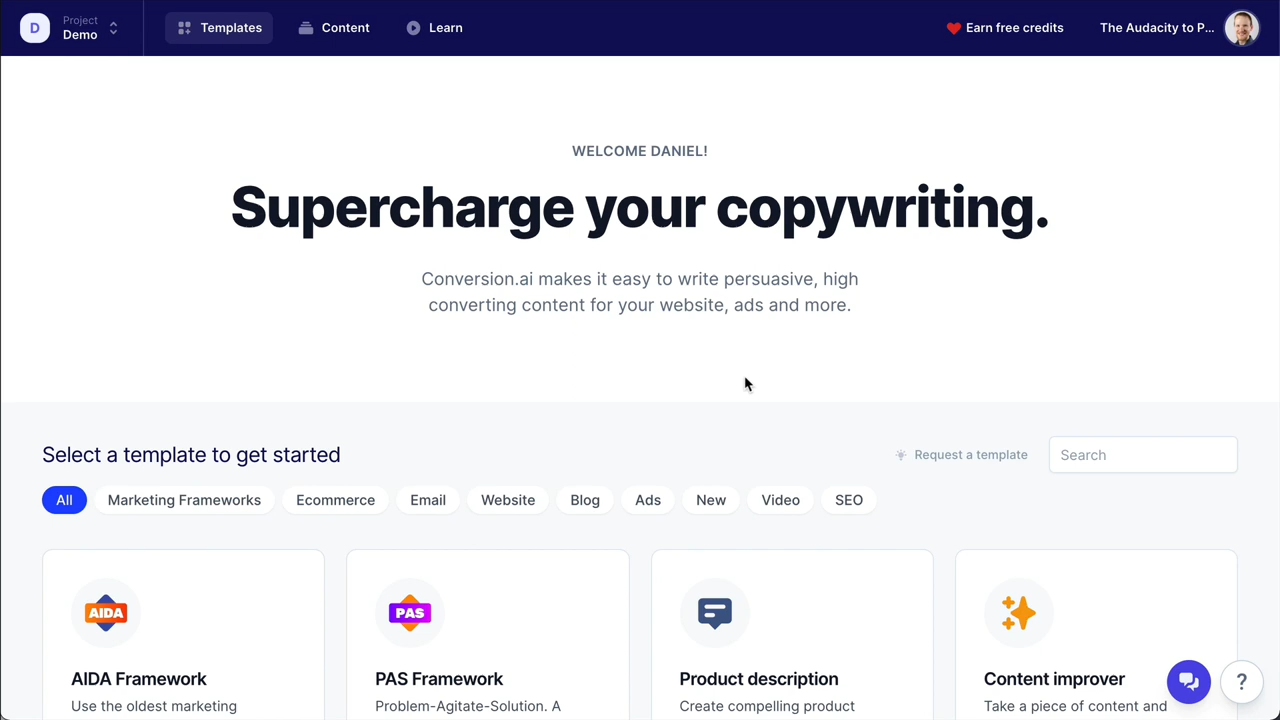 D
Project
Demo
Templates
Content
Learn
Earn free credits
The Audacity to P...
WELCOME DANIEL!
Supercharge your copywriting.
Conversion.ai makes it easy to write persuasive, high
converting content for your website, ads and more.
Select a template to get started
Request a template
Search
All
Marketing Frameworks
Ecommerce
Email
Website
Blog
Ads
New
Video
SEO
AIDA
PAS
AIDA Framework
PAS Framework
Product description
Content improver
Use the oldest marketing
Problem-Agitate-Solution. A
Create compelling product
Take a piece of content and
?